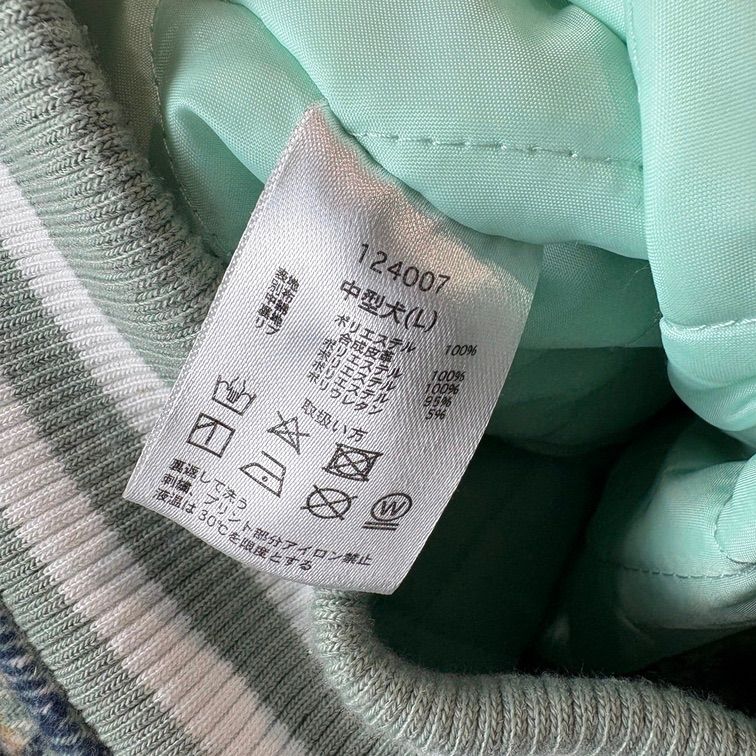 124007
中型犬(L)
表地 ポリエステル 100%
合成皮革
中綿 ポリエステル 100%
裏地 ポリエステル 100%
リブ ポリエステル 95%
ポリウレタン 5%
取扱い方
W
裏返して洗う
刺繍、プリント部分アイロン禁止
液温は30℃を限度とする